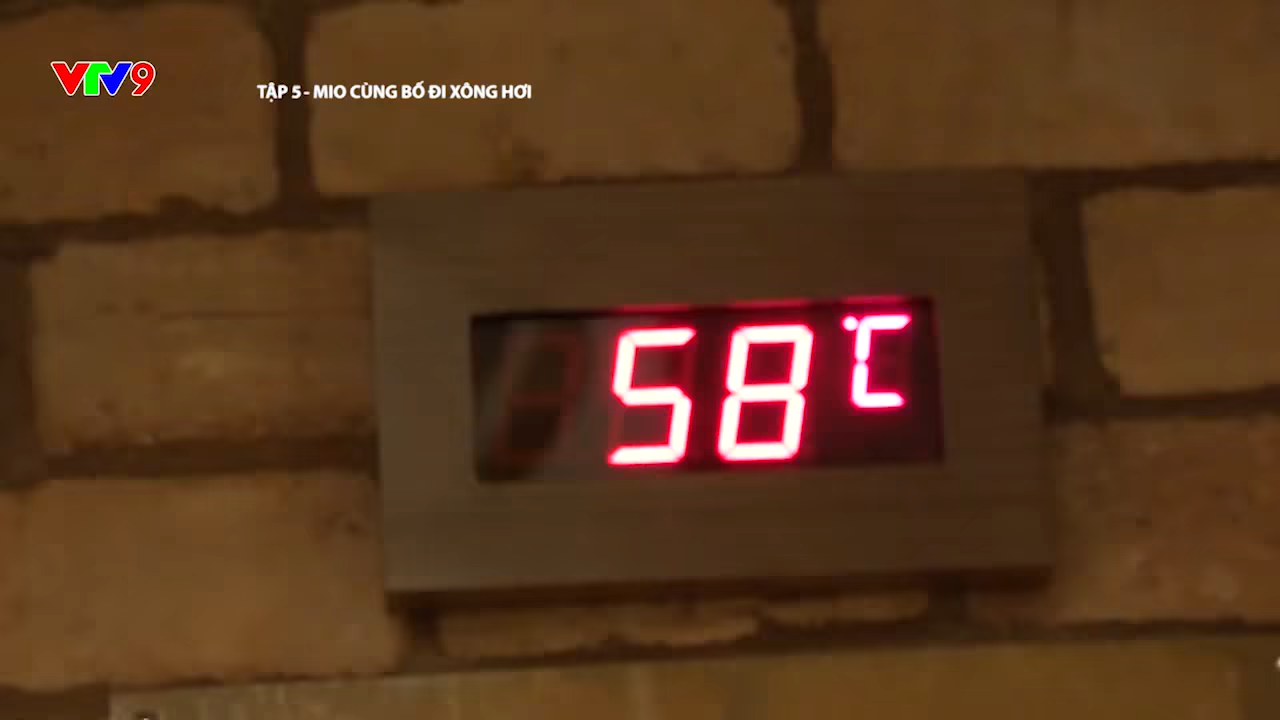 VTV9
TẬP 5 - MIO CÙNG BỐ ĐI XÔNG HƠI
58°C